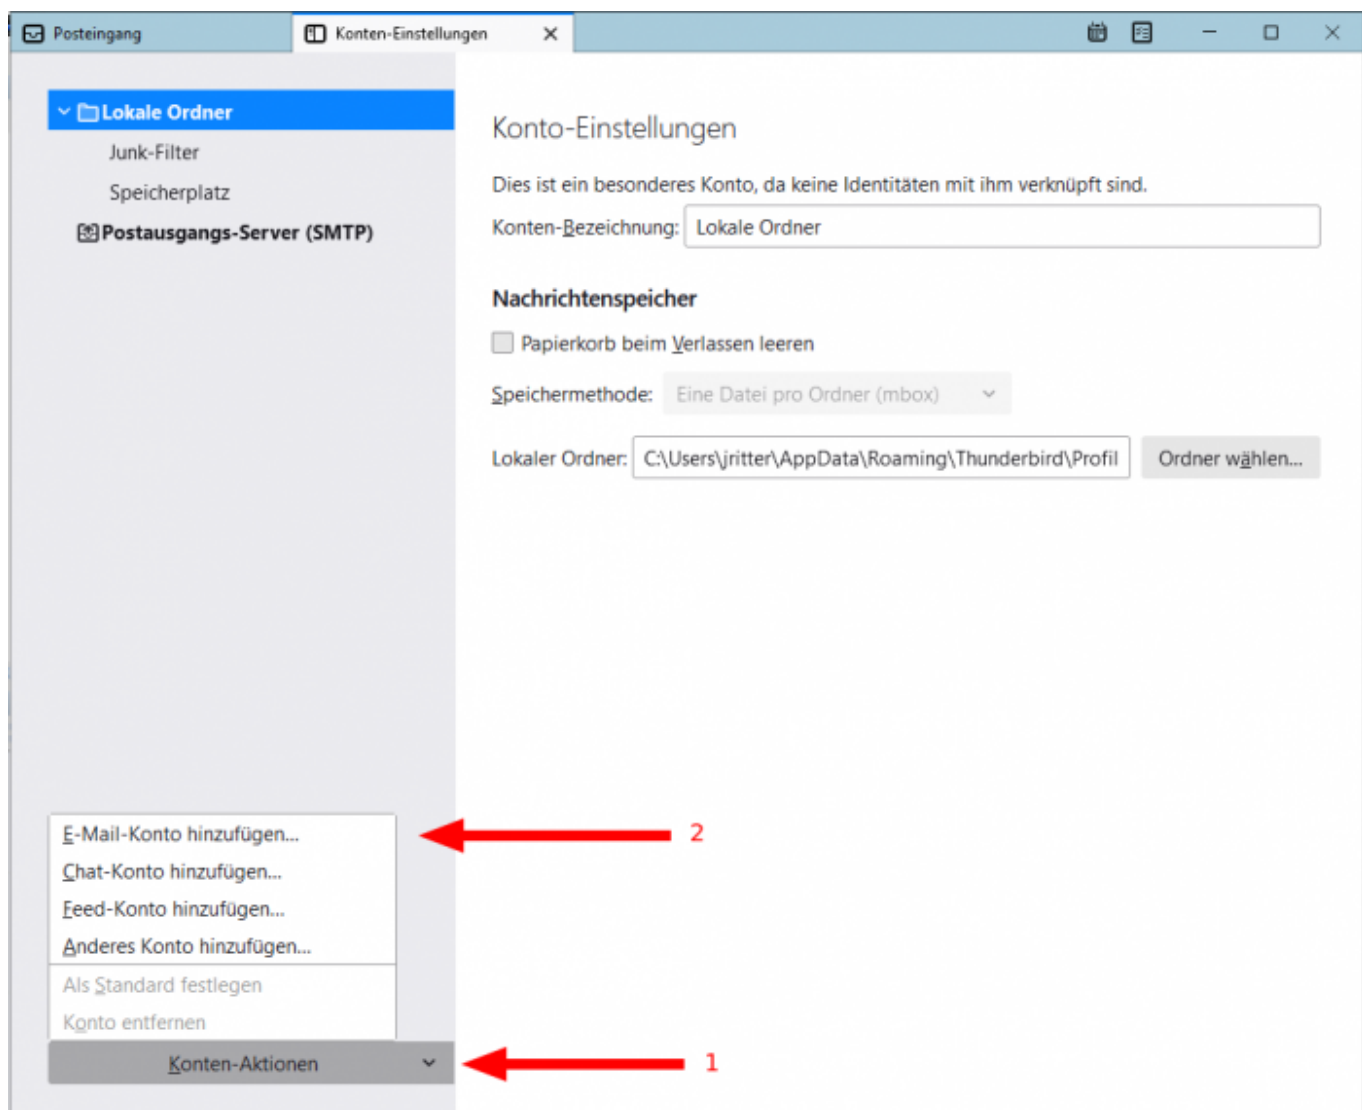 Posteingang
Konten-Einstellungen
Lokale Ordner
Junk-Filter
Speicherplatz
Postausgangs-Server (SMTP)
Konto-Einstellungen
Dies ist ein besonderes Konto, da keine Identitäten mit ihm verknüpft sind.
Konten-Bezeichnung: Lokale Ordner
Nachrichtenspeicher
Papierkorb beim Verlassen leeren
Speichermethode: Eine Datei pro Ordner (mbox)
Lokaler Ordner: C:\Users\jritter\AppData\Roaming\Thunderbird\Profil Ordner wählen...
E-Mail-Konto hinzufügen...
2
Chat-Konto hinzufügen...
Feed-Konto hinzufügen...
Anderes Konto hinzufügen...
Als Standard festlegen
Konto entfernen
Konten-Aktionen
1